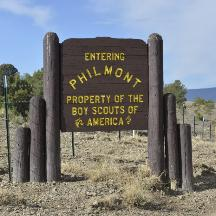 ENTERING
PHILMONT
PROPERTY OF THE
BOY SCOUTS OF
AMERICA